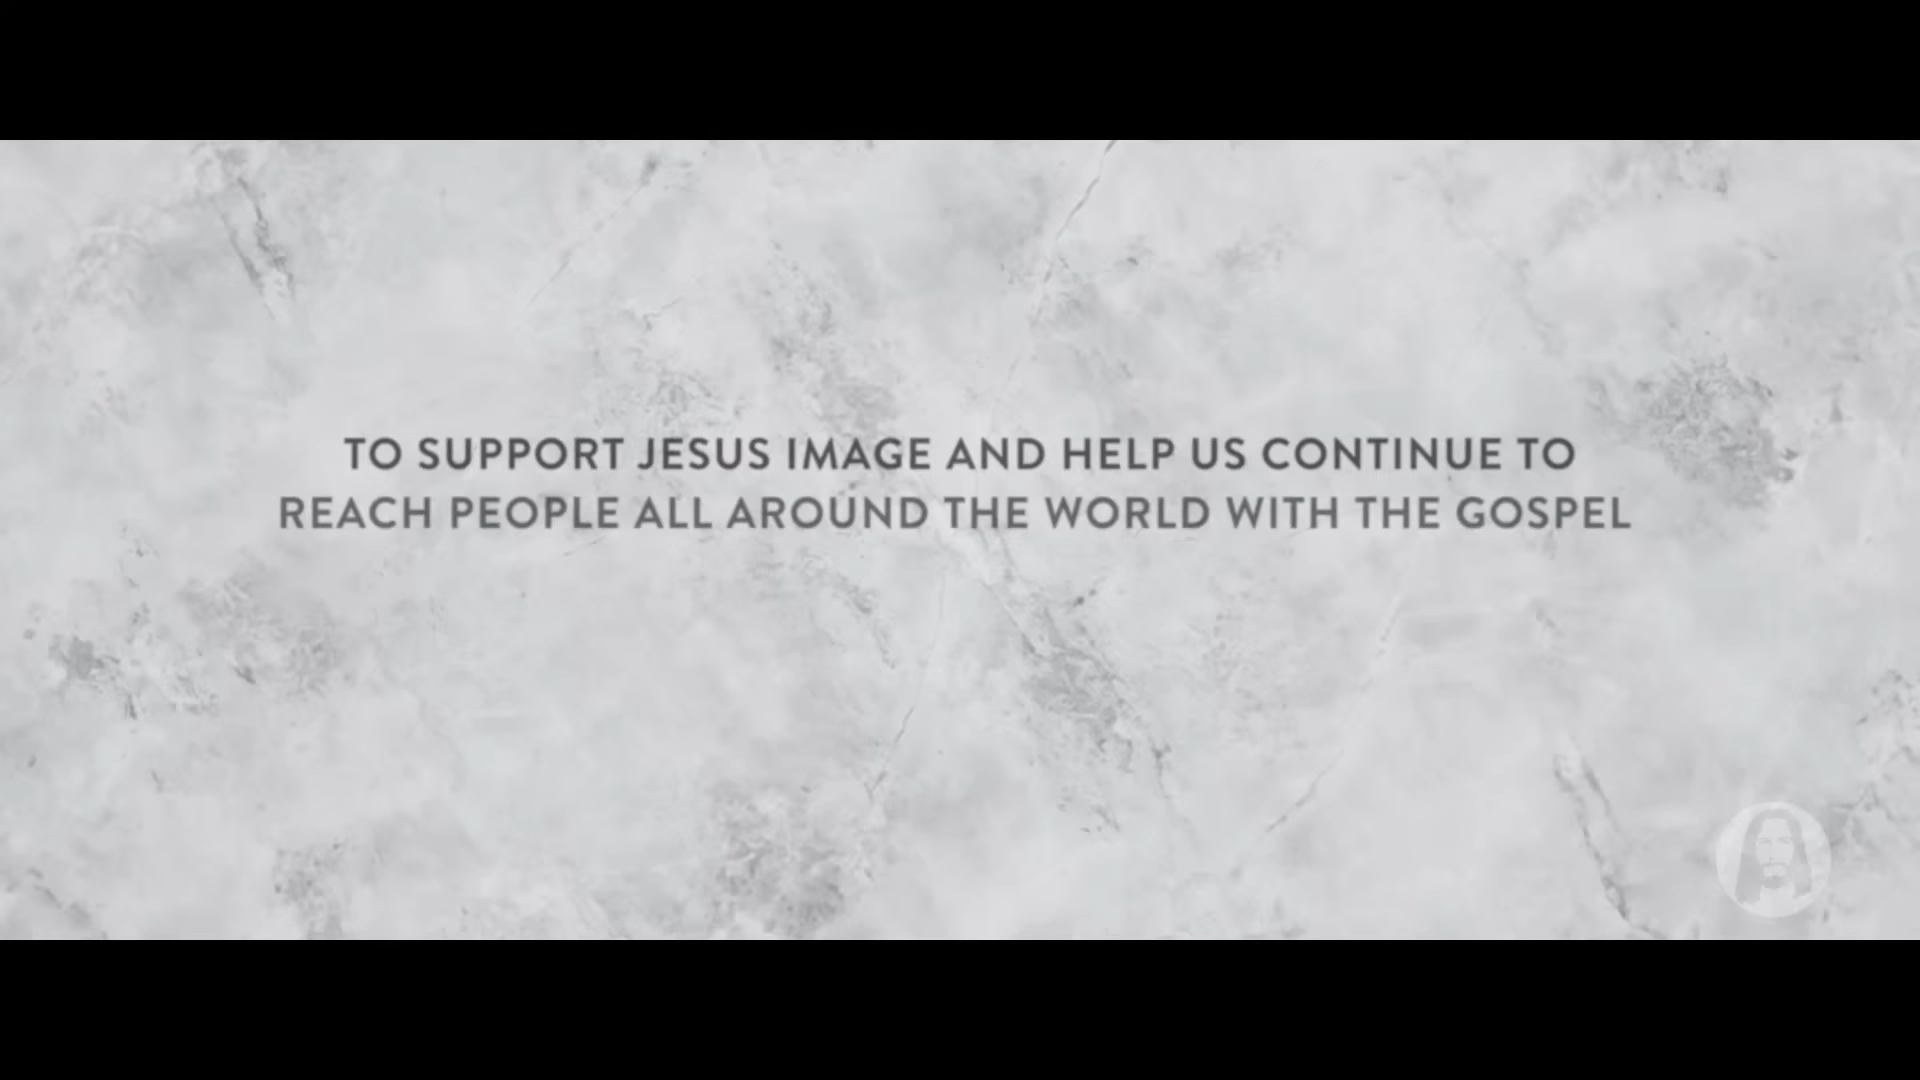 TO SUPPORT JESUS IMAGE AND HELP US CONTINUE TO
REACH PEOPLE ALL AROUND THE WORLD WITH THE GOSPEL